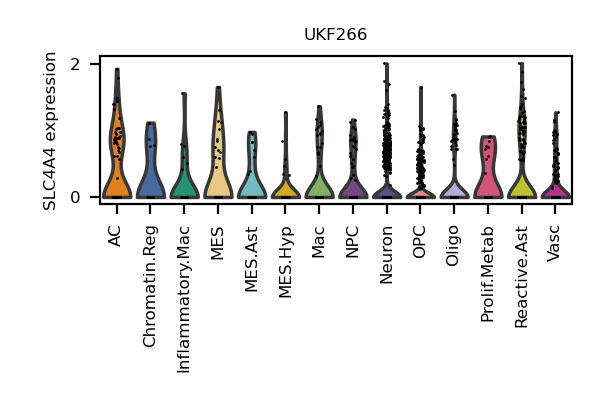 UKF266
SLC4A4 expression
2
0
AC
Chromatin.Reg
Inflammatory.Mac
MES
MES.Ast
MES.Hyp
Mac
NPC
Neuron
OPC
Oligo
Prolif.Metab
Reactive.Ast
Vasc